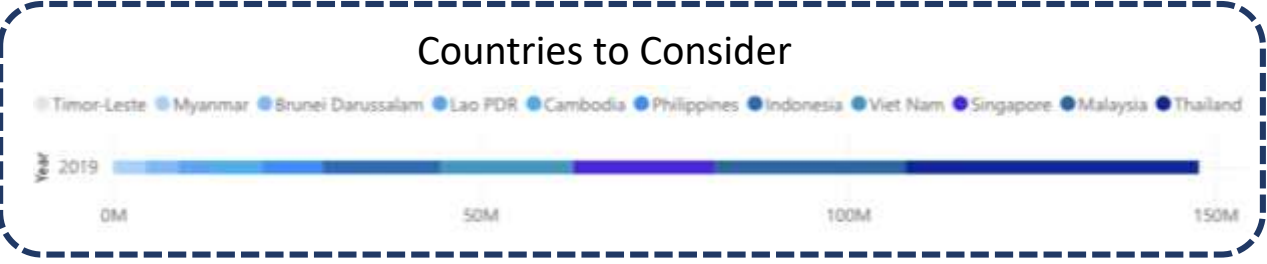 Countries to Consider
Timor-Leste Myanmar Brunei Darussalam Lao PDR Cambodia Philippines Indonesia Viet Nam Singapore Malaysia Thailand
Year
2019
0M 50M 100M 150M